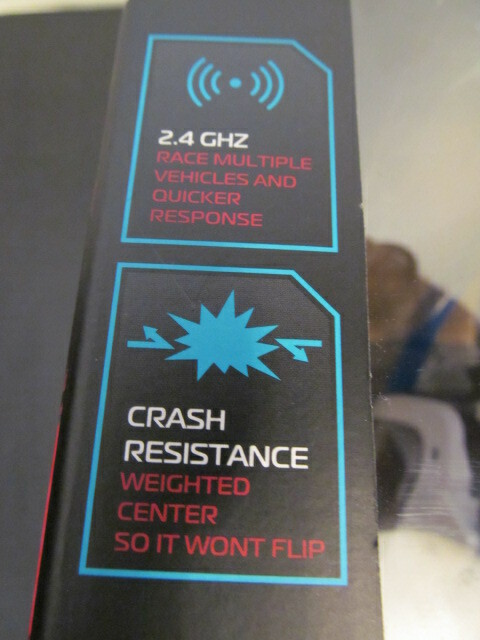 2.4 GHZ
RACE MULTIPLE
VEHICLES AND
QUICKER
RESPONSE
CRASH
RESISTANCE
WEIGHTED
CENTER
SO IT WONT FLIP